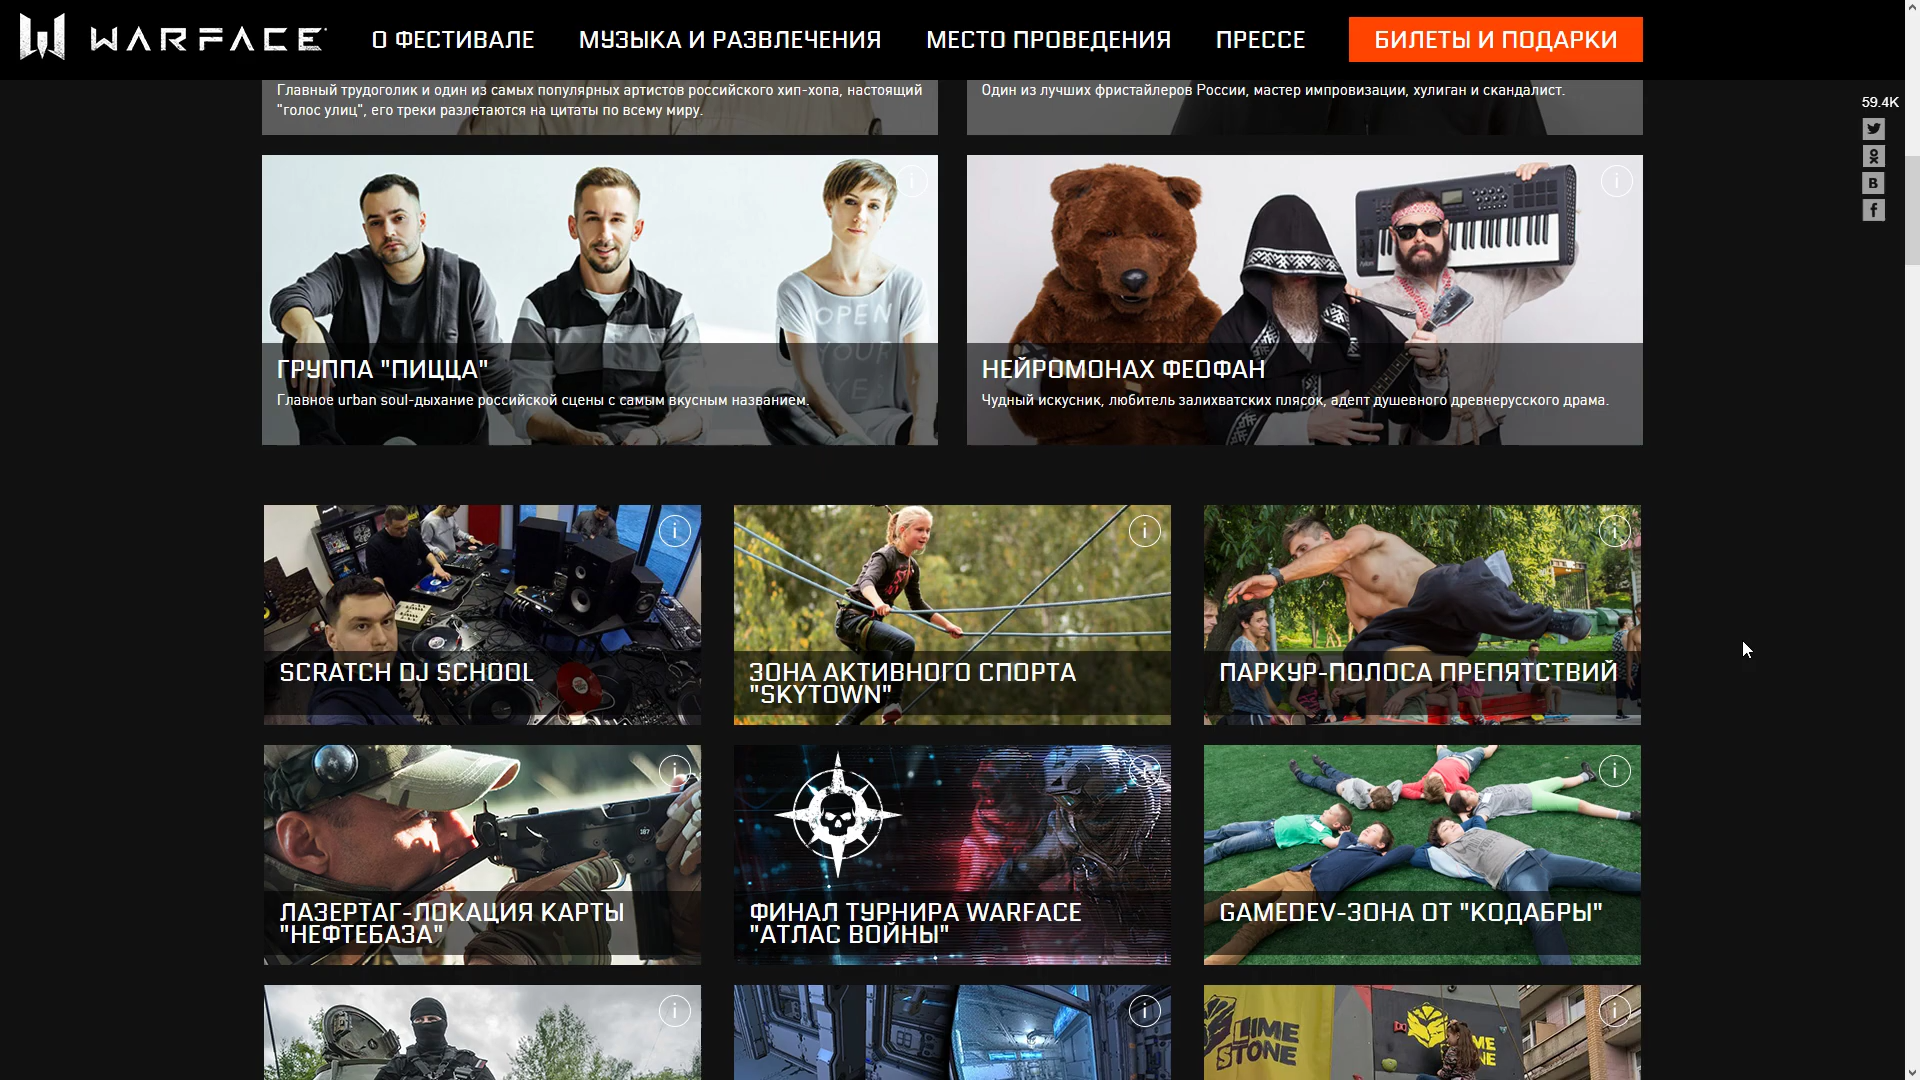 WARFACE
О ФЕСТИВАЛЕ
МУЗЫКА И РАЗВЛЕЧЕНИЯ
МЕСТО ПРОВЕДЕНИЯ
ПРЕССЕ
БИЛЕТЫ И ПОДАРКИ
59.4K
Главный трудоголик и один из самых популярных артистов российского хип-хопа, настоящий
"голос улиц", его треки разлетаются на цитаты по всему миру.
Один из лучших фристайлеров России, мастер импровизации, хулиган и скандалист.
OPEN
YOUR
EYES
ГРУППА "ПИЦЦА"
Главное urban soul-дыхание российской сцены с самым вкусным названием.
НЕЙРОМОНАХ ФЕОФАН
Чудный искусник, любитель залихватских плясок, адепт душевного древнерусского драма.
SCRATCH DJ SCHOOL
ЗОНА АКТИВНОГО СПОРТА
"SKYTOWN"
ПАРКУР-ПОЛОСА ПРЕПЯТСТВИЙ
ЛАЗЕРТАГ-ЛОКАЦИЯ КАРТЫ
"НЕФТЕБАЗА"
ФИНАЛ ТУРНИРА WARFACE
"АТЛАС ВОЙНЫ"
GAMEDEV-ЗОНА ОТ "КОДАБРЫ"
LIME
STONE